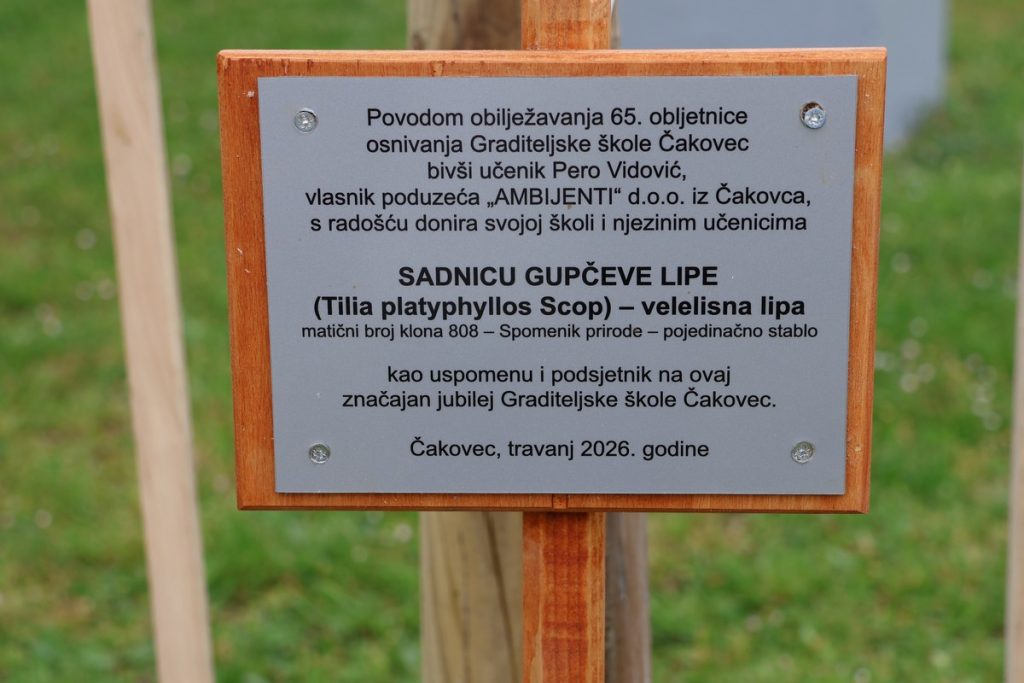 Povodom obilježavanja 65. obljetnice
osnivanja Graditeljske škole Čakovec
bivši učenik Pero Vidović,
vlasnik poduzeća „AMBIJENTI“ d.o.o. iz Čakovca,
s radošću donira svojoj školi i njezinim učenicima
SADNICU GUPČEVE LIPE
(Tilia platyphyllos Scop) – velelisna lipa
matični broj klona 808 – Spomenik prirode – pojedinačno stablo
kao uspomenu i podsjetnik na ovaj
značajan jubilej Graditeljske škole Čakovec.
Čakovec, travanj 2026. godine